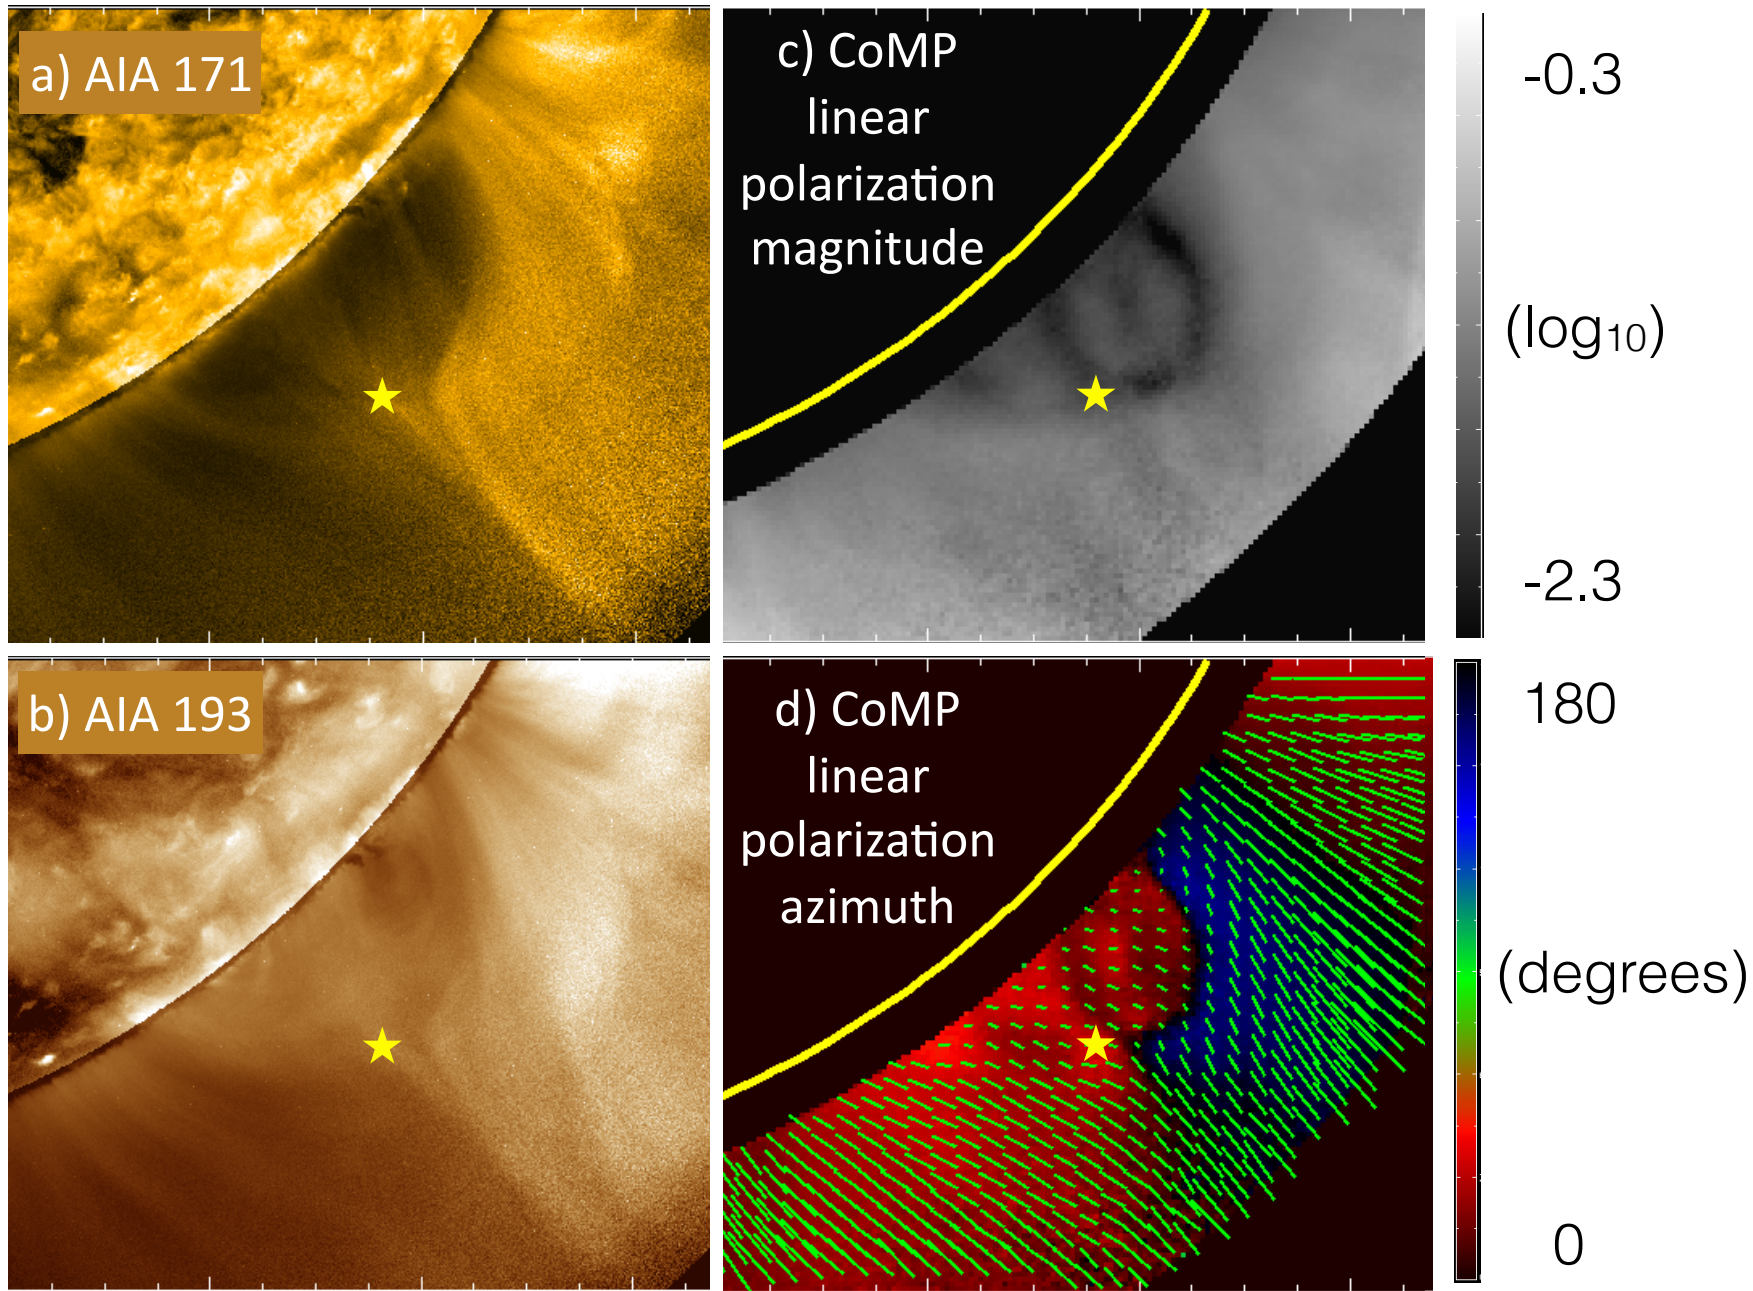 a) AIA 171
c) CoMP
linear
polarization
magnitude
-0.3
(log₁₀)
-2.3
b) AIA 193
d) CoMP
linear
polarization
azimuth
180
(degrees)
0